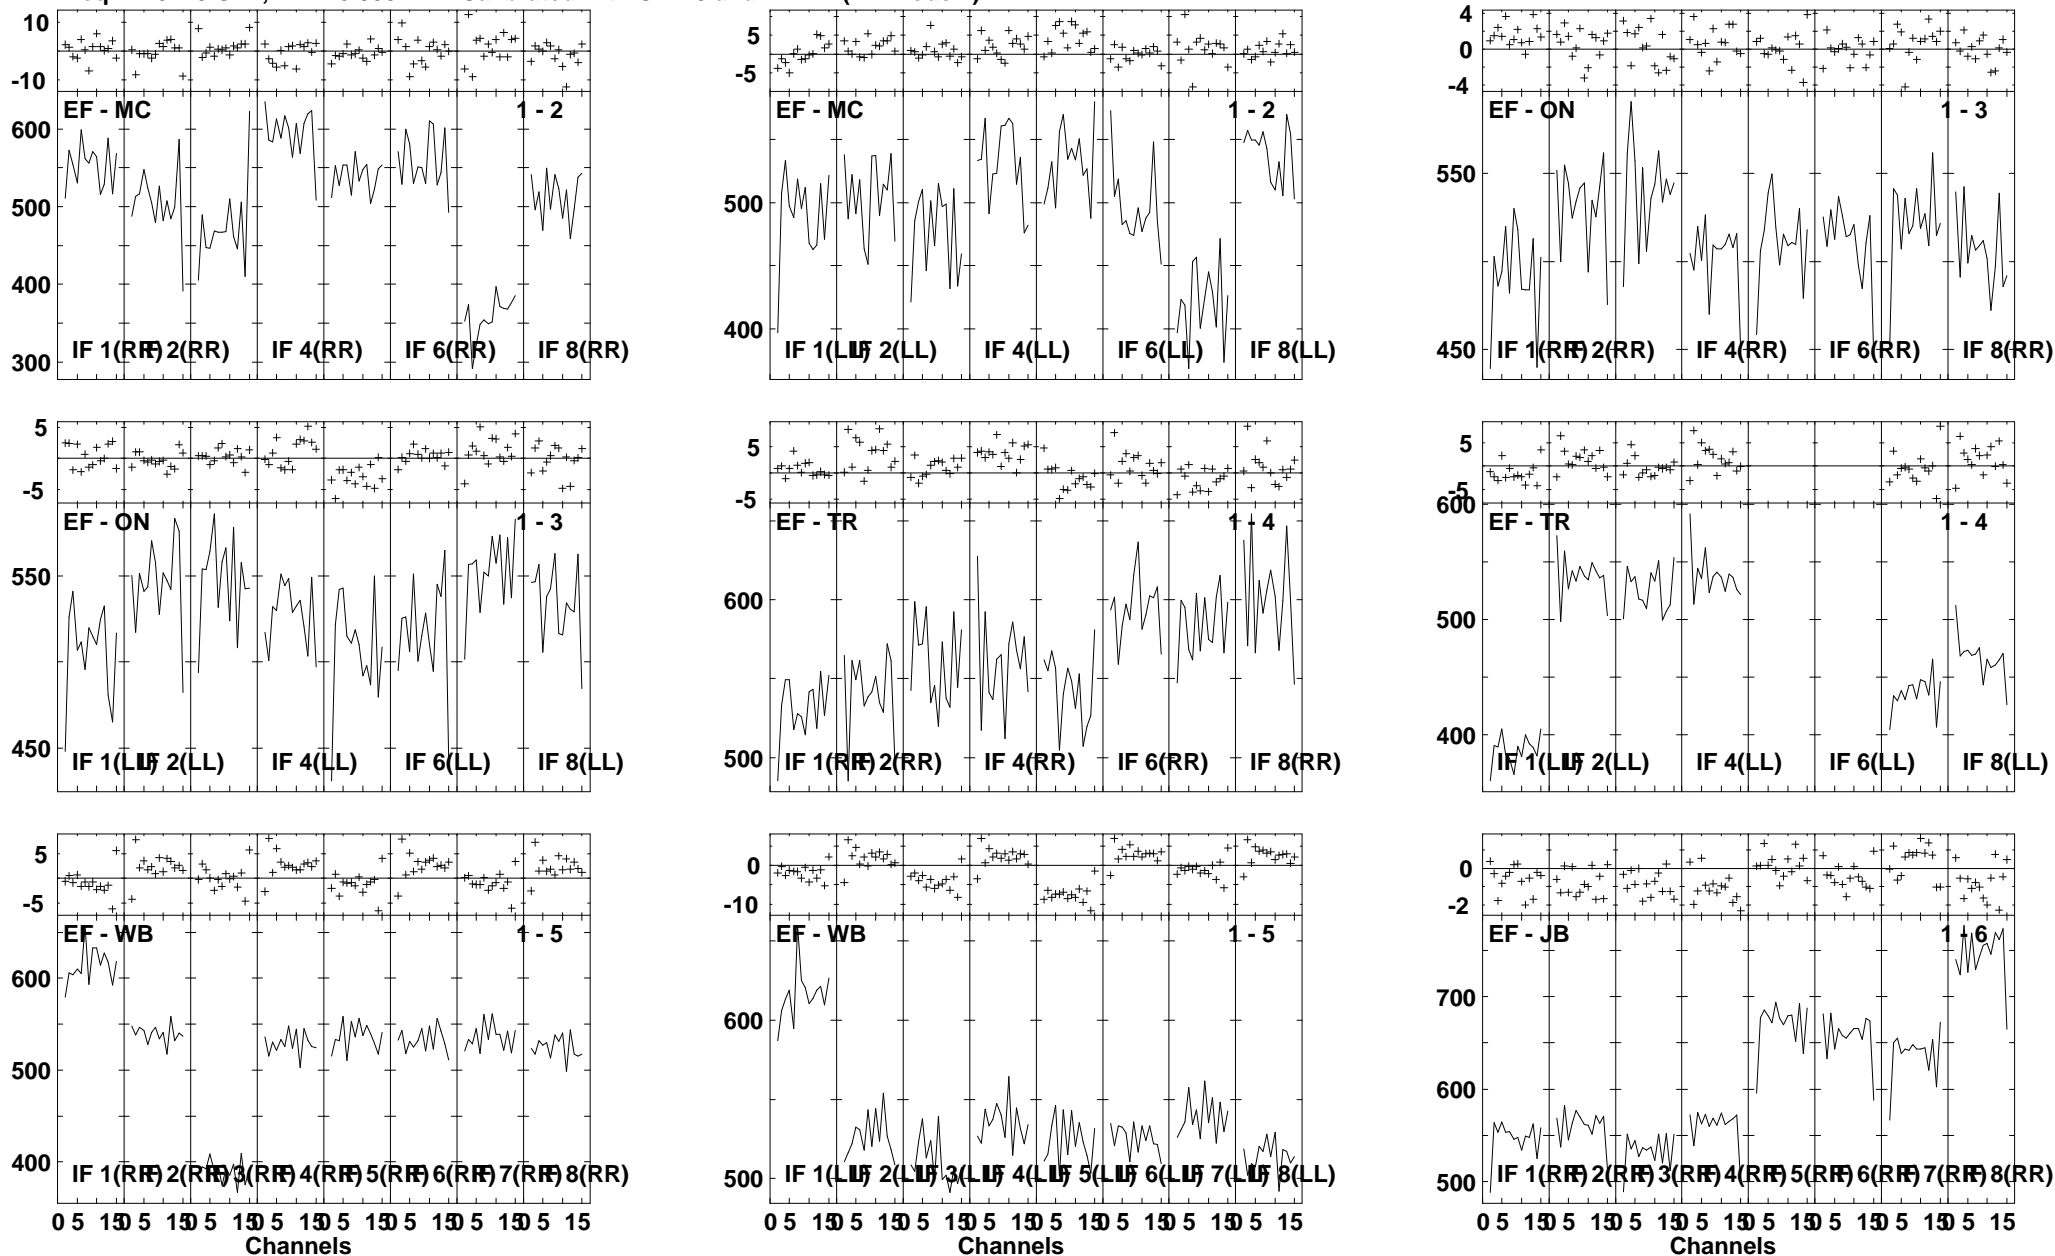 10
-10
EF - MC
1 - 2
600
500
400
300
IF 1(RR)
IF 2(RR)
IF 4(RR)
IF 6(RR)
IF 8(RR)
5
-5
EF - MC
1 - 2
500
400
IF 1(LL)
IF 2(LL)
IF 4(LL)
IF 6(LL)
IF 8(LL)
4
0
-4
EF - ON
1 - 3
550
450
IF 1(RR)
IF 2(RR)
IF 4(RR)
IF 6(RR)
IF 8(RR)
5
-5
EF - ON
1 - 3
550
450
IF 1(LL)
IF 2(LL)
IF 4(LL)
IF 6(LL)
IF 8(LL)
5
-5
EF - TR
1 - 4
600
500
IF 1(RR)
IF 2(RR)
IF 4(RR)
IF 6(RR)
IF 8(RR)
5
-5
600
EF - TR
1 - 4
500
400
IF 1(LL)
IF 2(LL)
IF 4(LL)
IF 6(LL)
IF 8(LL)
5
-5
EF - WB
1 - 5
600
500
400
IF 1(RR)
IF 2(RR)
IF 3(RR)
IF 4(RR)
IF 5(RR)
IF 6(RR)
IF 7(RR)
IF 8(RR)
0 5 15 0 5 15 0 5 15 0 5 15 0 5 15 0 5 15 0 5 15 0 5 15
Channels
0
-10
EF - WB
1 - 5
600
500
IF 1(LL)
IF 2(LL)
IF 3(LL)
IF 4(LL)
IF 5(LL)
IF 6(LL)
IF 7(LL)
IF 8(LL)
0 5 15 0 5 15 0 5 15 0 5 15 0 5 15 0 5 15 0 5 15 0 5 15
Channels
0
-2
EF - JB
1 - 6
700
600
500
IF 1(RR)
IF 2(RR)
IF 3(RR)
IF 4(RR)
IF 5(RR)
IF 6(RR)
IF 7(RR)
IF 8(RR)
0 5 15 0 5 15 0 5 15 0 5 15 0 5 15 0 5 15 0 5 15 0 5 15